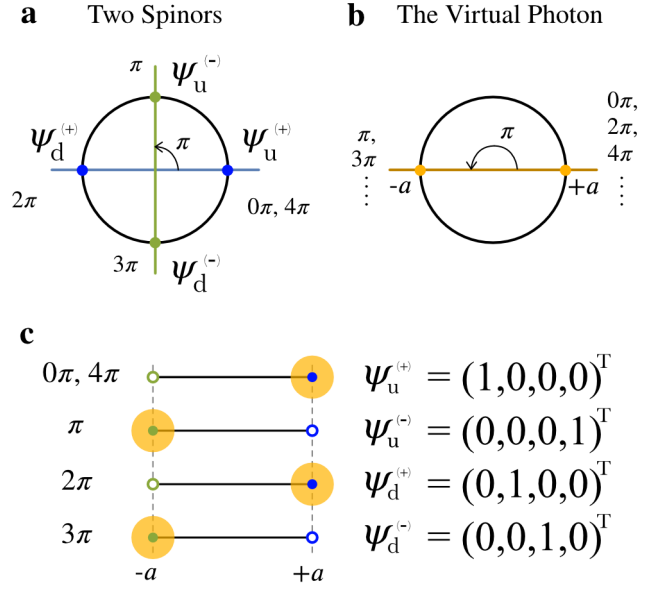 a Two Spinors
π ψu(-)
ψd(+) π ψu(+)
2π 0π, 4π
3π ψd(-)
b The Virtual Photon
0π,
2π,
4π
π,
3π
π
-a +a
c
0π, 4π ψu(+) = (1,0,0,0)T
π ψu(-) = (0,0,0,1)T
2π ψd(+) = (0,1,0,0)T
3π ψd(-) = (0,0,1,0)T
-a +a